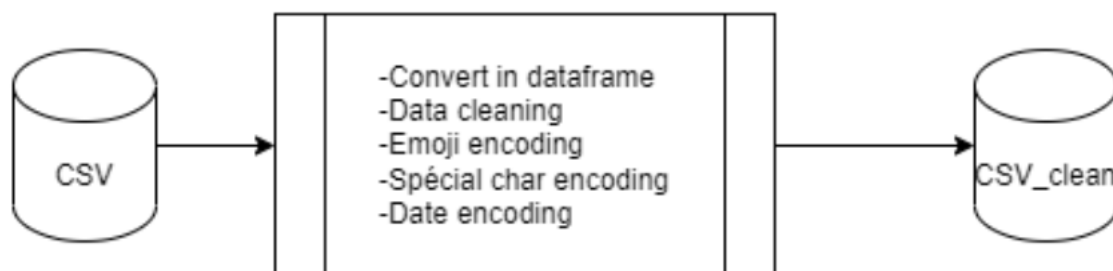 CSV
-Convert in dataframe
-Data cleaning
-Emoji encoding
-Spécial char encoding
-Date encoding
CSV_clean